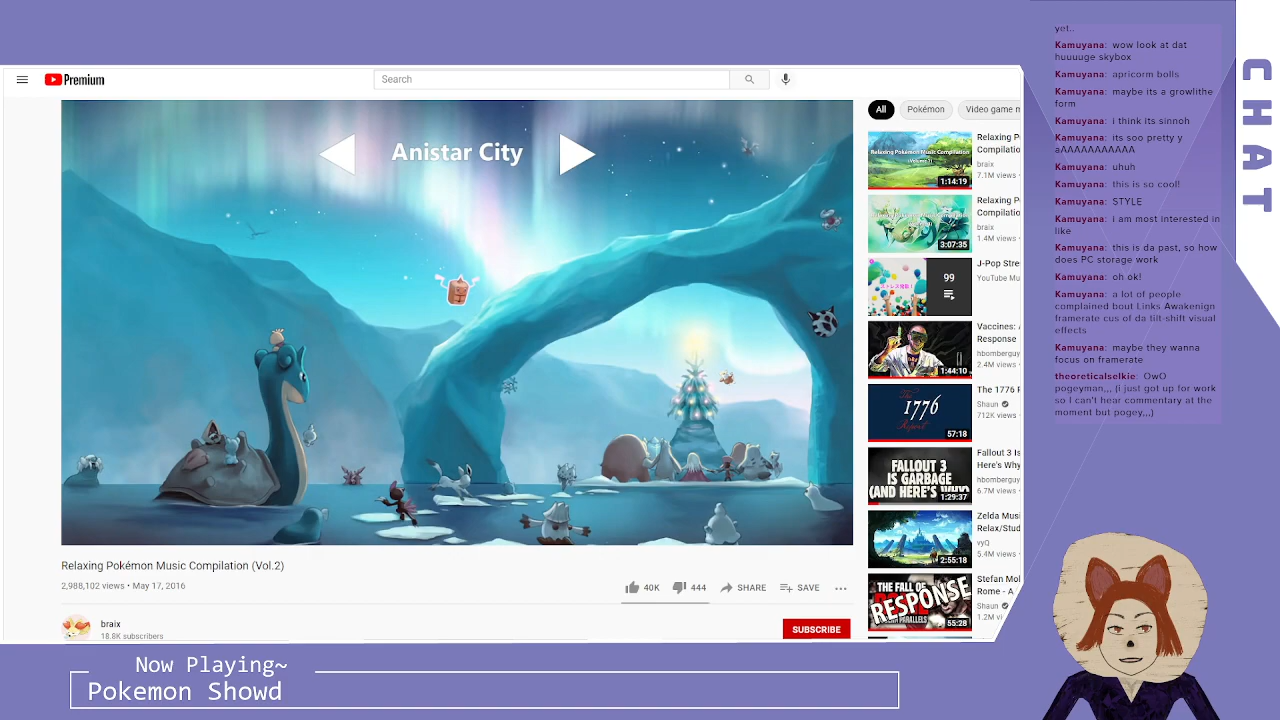 Premium
Search
Anistar City
Relaxing Pokémon Music Compilation (Vol.2)
2,988,102 views • May 17, 2016
40K
444
SHARE
SAVE
braix
18.8K subscribers
SUBSCRIBE
All
Pokémon
Video game m
Relaxing Pokemon Music Compilation
1:14:19
Relaxing P
Compilatio
braix
7.1M views
3:07:35
Relaxing P
Compilatio
braix
1.4M views
99
J-Pop Stre
YouTube Mu
1:44:10
Vaccines: A
Response
hbomberguy
2.4M views
1776
57:18
The 1776 R
Shaun
712K views
FALLOUT 3
IS GARBAGE
(AND HERE'S WHY)
1:29:37
Fallout 3 I
Here's Why
hbomberguy
6.7M views
2:55:18
Zelda Musi
Relax/Stud
vyQ
5.4M views
THE FALL OF
RESPONSE
PARALLELS
55:28
Stefan Mol
Rome - A
Shaun
1.2M vi
yet..
Kamuyana: wow look at dat
huuuuge skybox
Kamuyana: apricorm bolls
Kamuyana: maybe its a growlithe
form
Kamuyana: i think its sinnoh
Kamuyana: its soo pretty y
aAAAAAAAAAAA
Kamuyana: uhuh
Kamuyana: this is so cool!
Kamuyana: STYLE
Kamuyana: i am most interested in
like
Kamuyana: this is da past, so how
does PC storage work
Kamuyana: oh ok!
Kamuyana: a lot of people
complained bout Links Awakenign
framerate cus of da tilt-shift visual
effects
Kamuyana: maybe they wanna
focus on framerate
theoreticalselkie: OwO
pogeyman,,, (i just got up for work
so I can't hear commentary at the
moment but pogey,,,)
CHAT
Now Playing~
Pokemon Showd